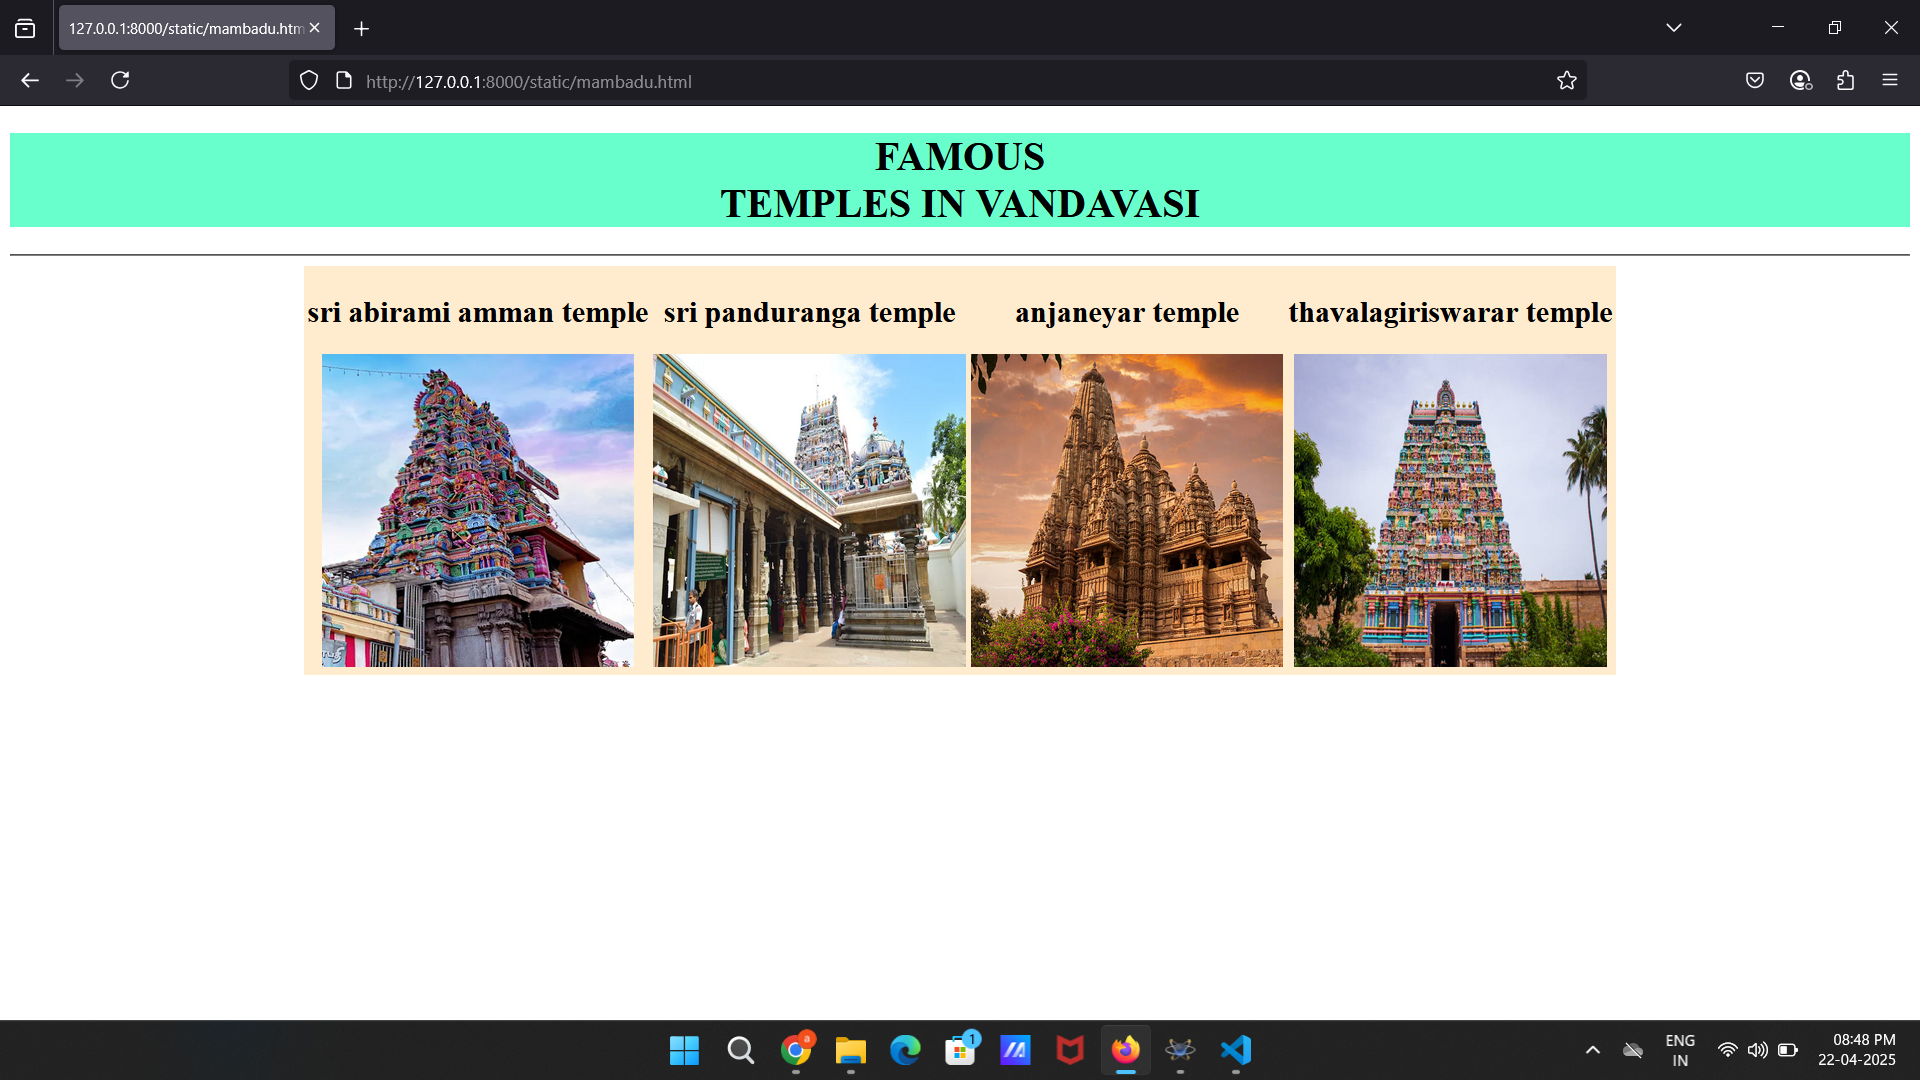 127.0.0.1:8000/static/mambadu.htm
http://127.0.0.1:8000/static/mambadu.html
FAMOUS
TEMPLES IN VANDAVASI
sri abirami amman temple sri panduranga temple anjaneyar temple thavalagiriswarar temple
a
1
ENG
IN
08:48 PM
22-04-2025